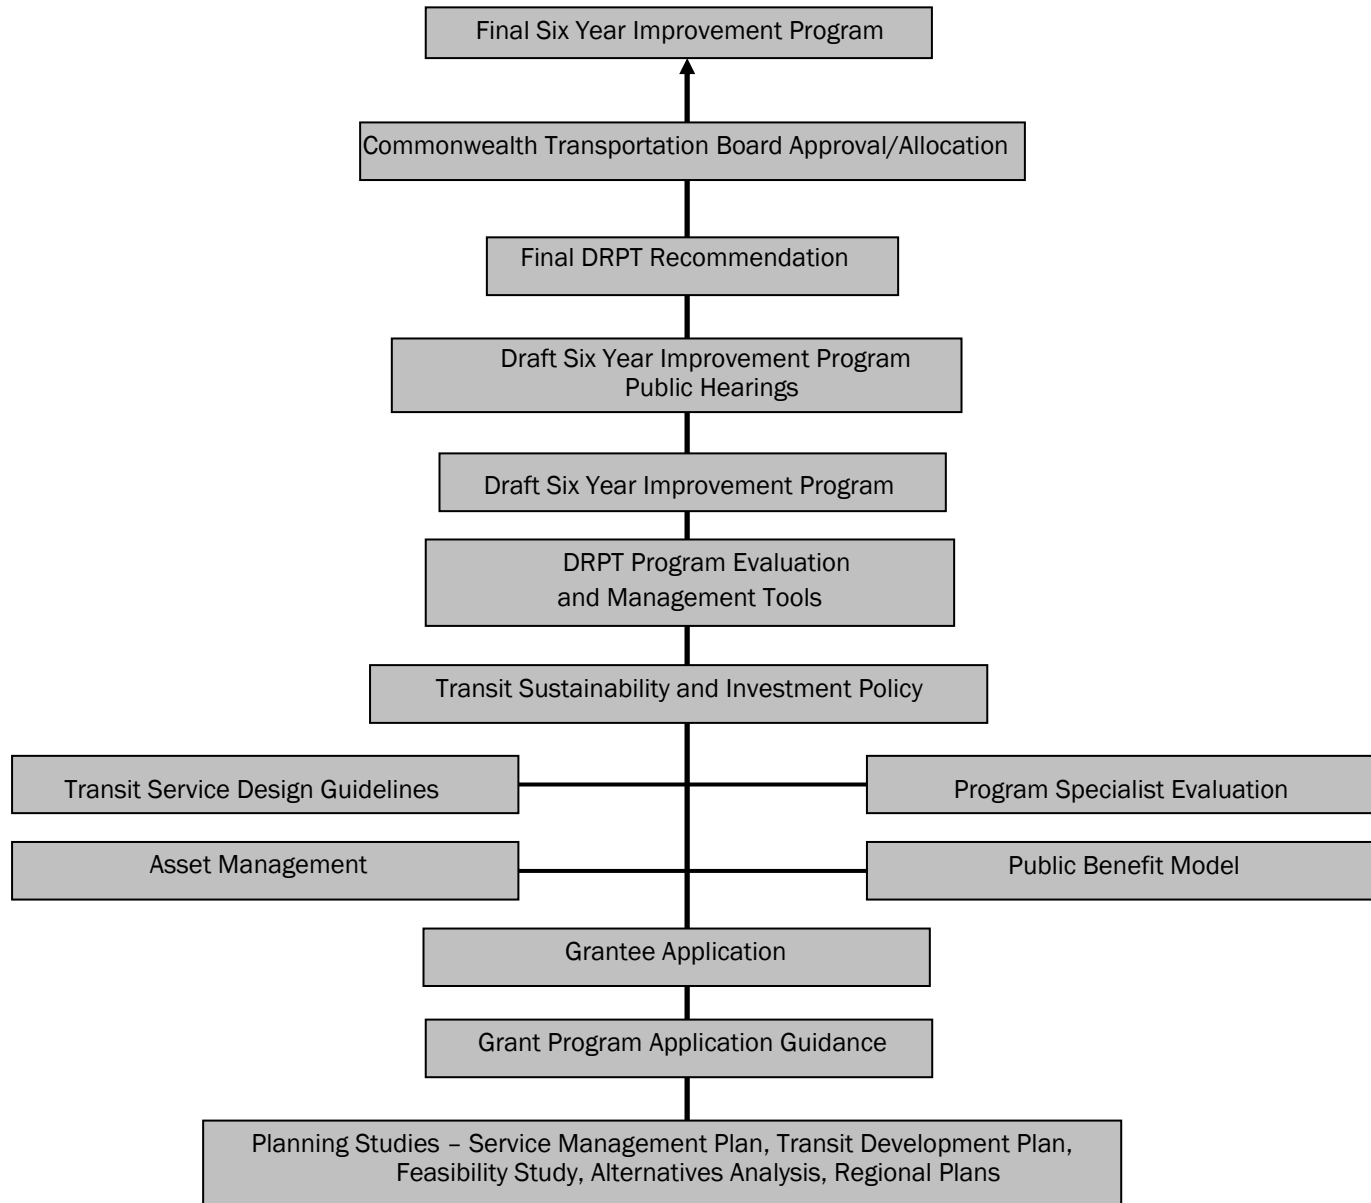 Final Six Year Improvement Program
Commonwealth Transportation Board Approval/Allocation
Final DRPT Recommendation
Draft Six Year Improvement Program
Public Hearings
Draft Six Year Improvement Program
DRPT Program Evaluation
and Management Tools
Transit Sustainability and Investment Policy
Transit Service Design Guidelines
Program Specialist Evaluation
Asset Management
Public Benefit Model
Grantee Application
Grant Program Application Guidance
Planning Studies – Service Management Plan, Transit Development Plan,
Feasibility Study, Alternatives Analysis, Regional Plans